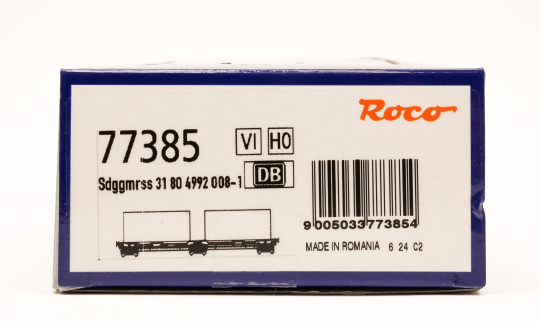 Roco
77385 VI H0
Sdggmrss 31 80 4992 008-1 DB
9 005033 773854
MADE IN ROMANIA 6 24 C2